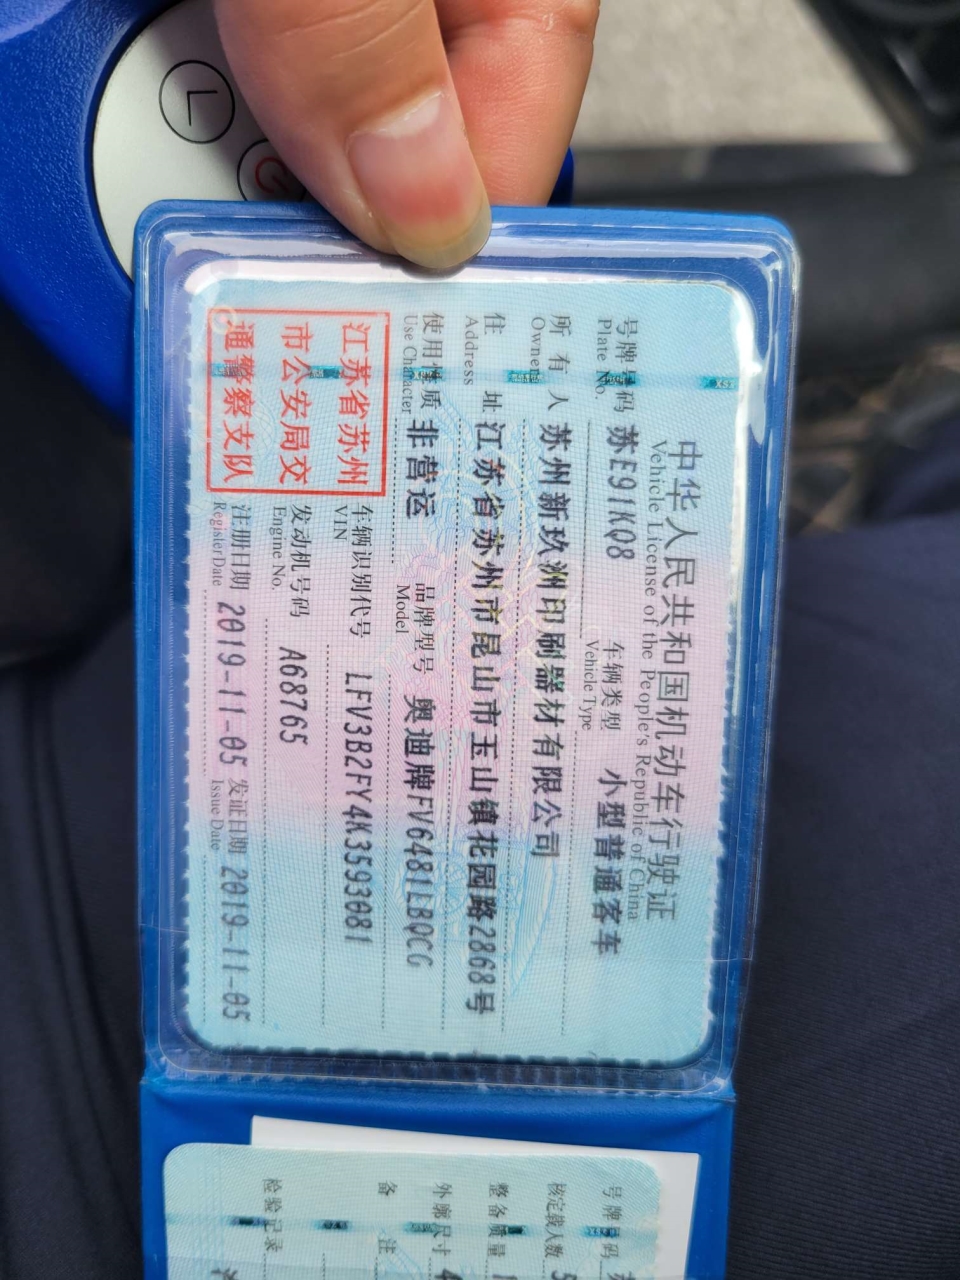 中华人民共和国机动车行驶证
Vehicle License of the People's Republic of China
号牌号码 苏E91KQ8 车辆类型 小型普通客车
Plate No. Vehicle Type
所有人 苏州新玖洲印刷器材有限公司
Owner
住址 江苏省苏州市昆山市玉山镇花园路2868号
Address
使用性质 非营运 品牌型号 奥迪牌FV6481LBQCG
Use Character Model
江苏省苏州
市公安局交
通警察支队
车辆识别代号 LFV3B2FY4K3593081
VIN
发动机号码 A68765
Engine No.
注册日期 2019-11-05 发证日期 2019-11-05
Register Date Issue Date
号牌号码
核定载人数 5
整备质量
外廓尺寸 4
备注
检验记录